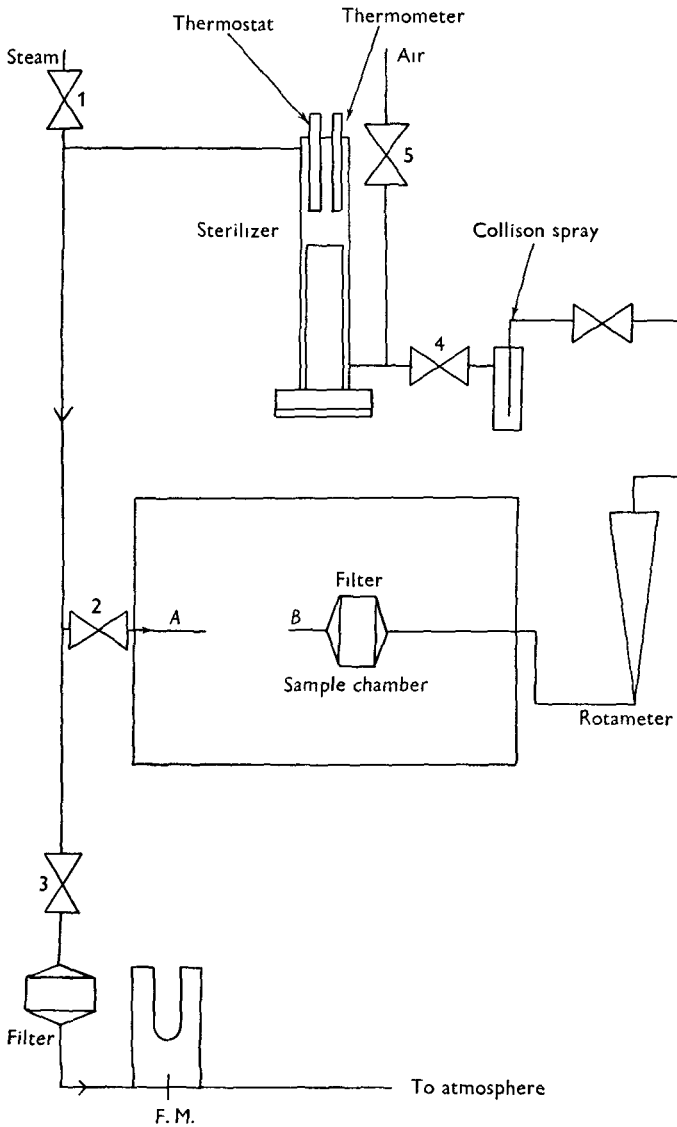 Thermostat
Thermometer
Steam
Air
1
5
Sterilizer
Collison spray
4
2
A
B
Filter
Sample chamber
Rotameter
3
Filter
To atmosphere
F. M.